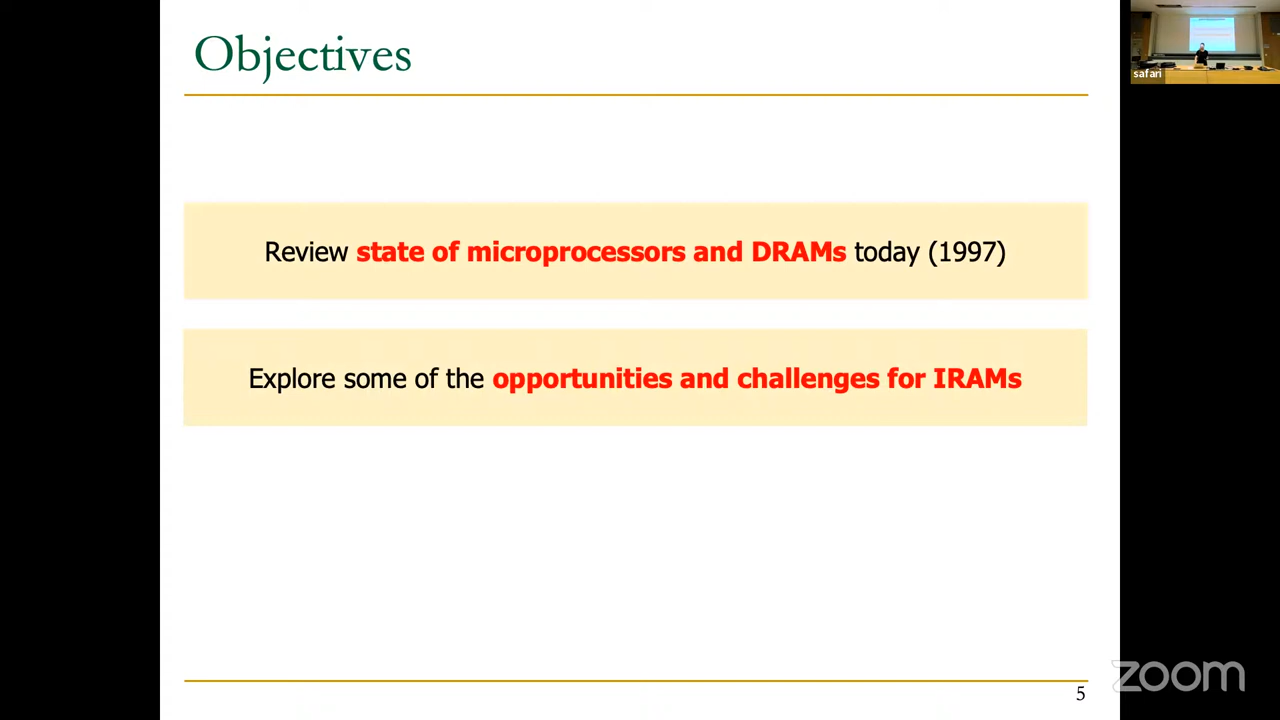 Objectives
safari
Review state of microprocessors and DRAMs today (1997)
Explore some of the opportunities and challenges for IRAMs
5
zoom